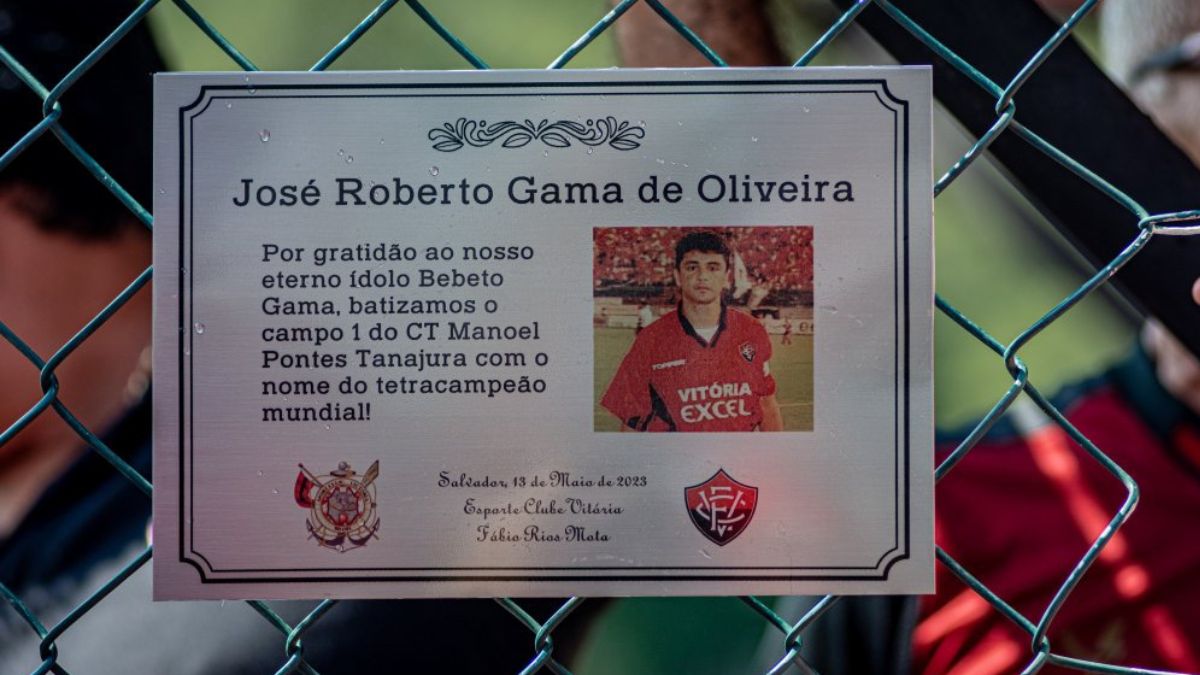 José Roberto Gama de Oliveira
Por gratidão ao nosso
eterno ídolo Bebeto
Gama, batizamos o
campo 1 do CT Manoel
Pontes Tanajura com o
nome do tetracampeão
mundial!
TOPPER
VITÓRIA
EXCEL
Salvador, 13 de Maio de 2023
Esporte Clube Vitória
Fábio Rios Mota